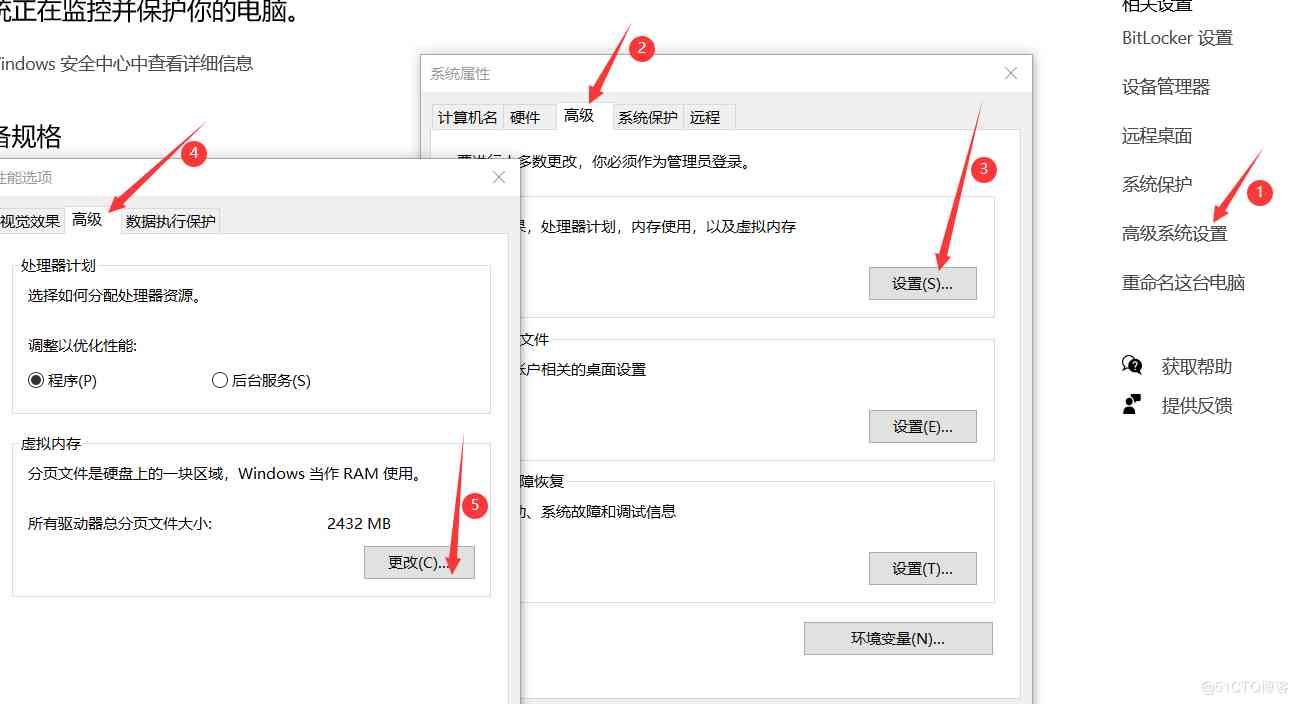 统正在监控并保护你的电脑。
Windows 安全中心中查看详细信息
备规格
性能选项
视觉效果 高级 数据执行保护
4
处理器计划
选择如何分配处理器资源。
调整以优化性能:
程序(P) 后台服务(S)
虚拟内存
分页文件是硬盘上的一块区域，Windows 当作 RAM 使用。
所有驱动器总分页文件大小: 2432 MB
5
更改(C)...
2
系统属性
计算机名 硬件 高级 系统保护 远程
要进行大多数更改，你必须作为管理员登录。
3
果，处理器计划，内存使用，以及虚拟内存
设置(S)...
文件
账户相关的桌面设置
设置(E)...
障恢复
动、系统故障和调试信息
设置(T)...
环境变量(N)...
相关设置
BitLocker 设置
设备管理器
远程桌面
系统保护
1
高级系统设置
重命名这台电脑
获取帮助
提供反馈
@51CTO博客